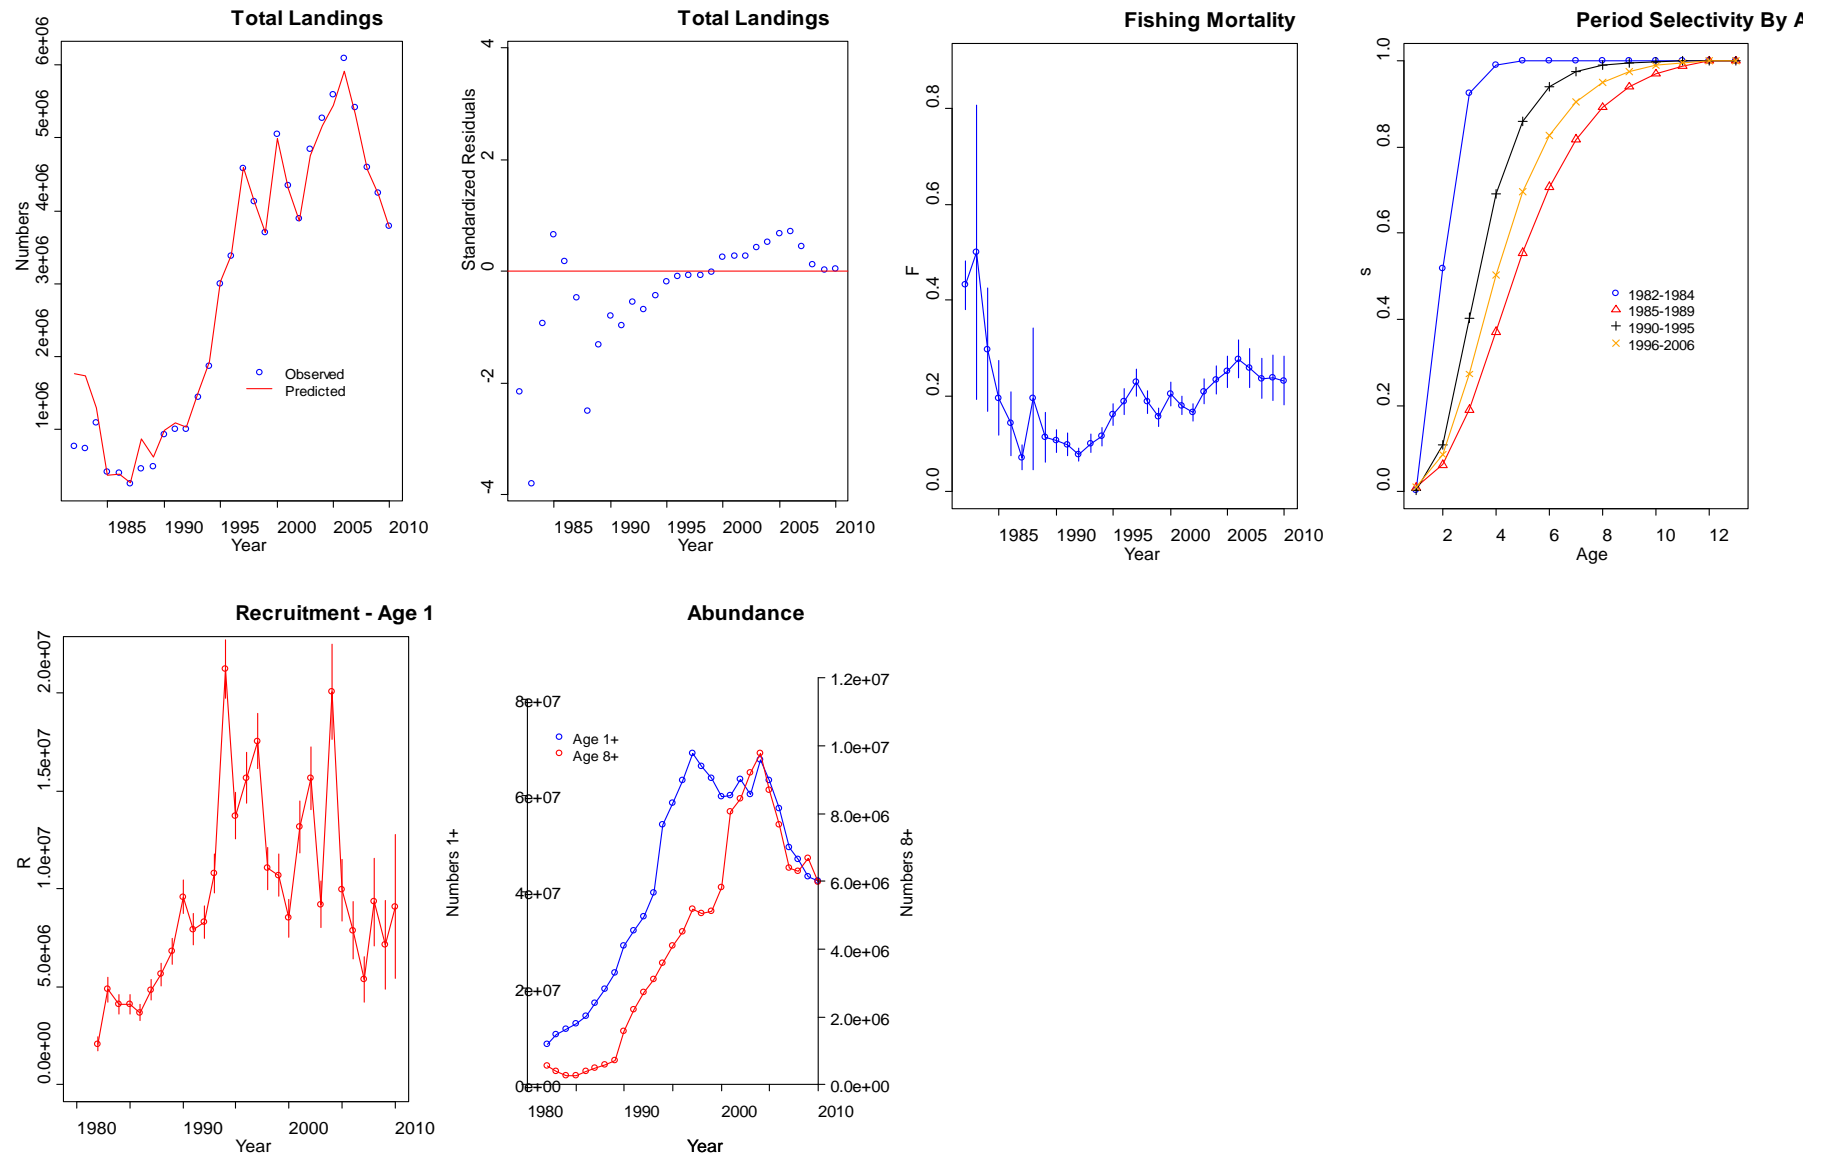 Total Landings
6e+06
5e+06
4e+06
3e+06
2e+06
1e+06
Numbers
Observed
Predicted
1985 1990 1995 2000 2005 2010
Year
Total Landings
4
2
0
-2
-4
Standardized Residuals
1985 1990 1995 2000 2005 2010
Year
Fishing Mortality
0.8
0.6
0.4
0.2
0.0
F
1985 1990 1995 2000 2005 2010
Year
Period Selectivity By A
1.0
0.8
0.6
0.4
0.2
0.0
s
1982-1984
1985-1989
1990-1995
1996-2006
2 4 6 8 10 12
Age
Recruitment - Age 1
2.0e+07
1.5e+07
1.0e+07
5.0e+06
0.0e+00
R
1980 1990 2000 2010
Year
Abundance
8e+07
6e+07
4e+07
2e+07
0e+00
Numbers 1+
Age 1+
Age 8+
1.2e+07
1.0e+07
8.0e+06
6.0e+06
4.0e+06
2.0e+06
0.0e+00
Numbers 8+
1980 1990 2000 2010
Year